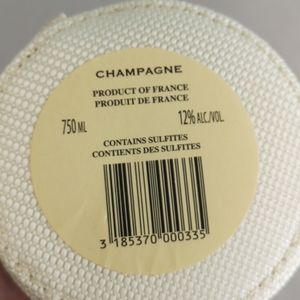 CHAMPAGNE
PRODUCT OF FRANCE
PRODUIT DE FRANCE
750 ML 12% ALC./VOL.
CONTAINS SULFITES
CONTIENTS DES SULFITES
3 185370 000335